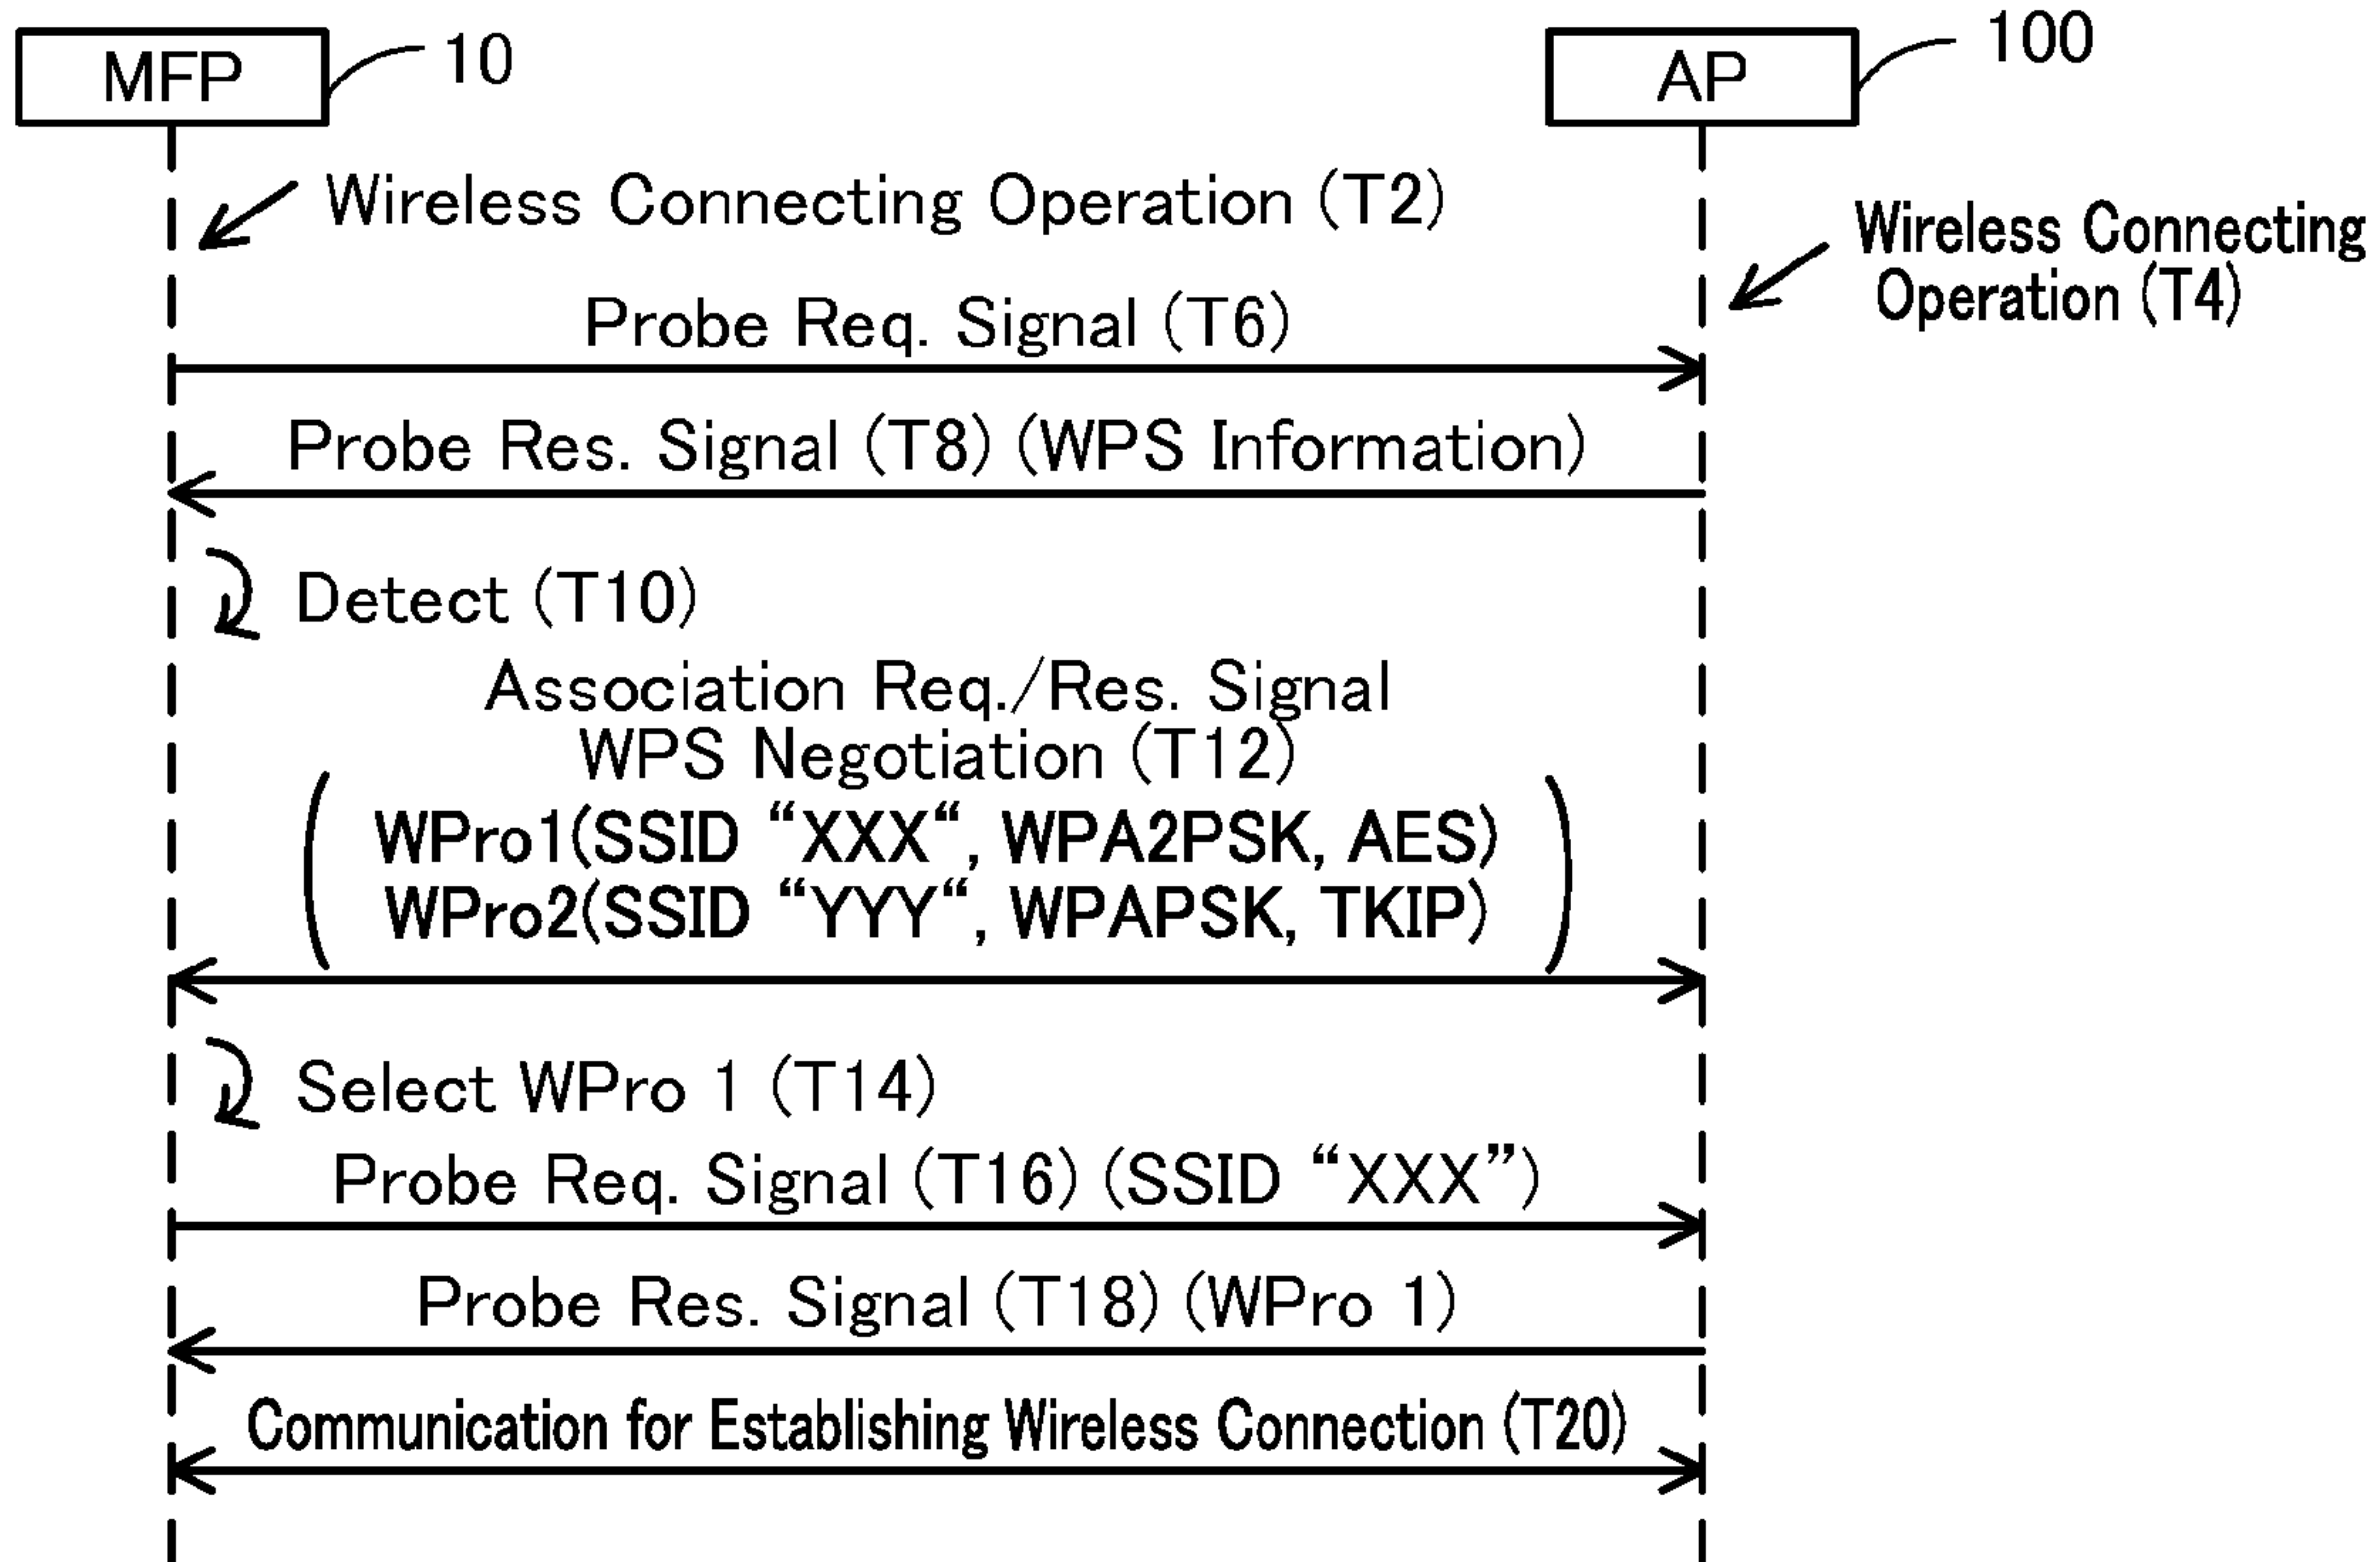 MFP
10
AP
100
Wireless Connecting Operation (T2)
Wireless Connecting
Operation (T4)
Probe Req. Signal (T6)
Probe Res. Signal (T8) (WPS Information)
Detect (T10)
Association Req./Res. Signal
WPS Negotiation (T12)
WPro1(SSID “XXX“, WPA2PSK, AES)
WPro2(SSID “YYY“, WPAPSK, TKIP)
Select WPro 1 (T14)
Probe Req. Signal (T16) (SSID “XXX”)
Probe Res. Signal (T18) (WPro 1)
Communication for Establishing Wireless Connection (T20)